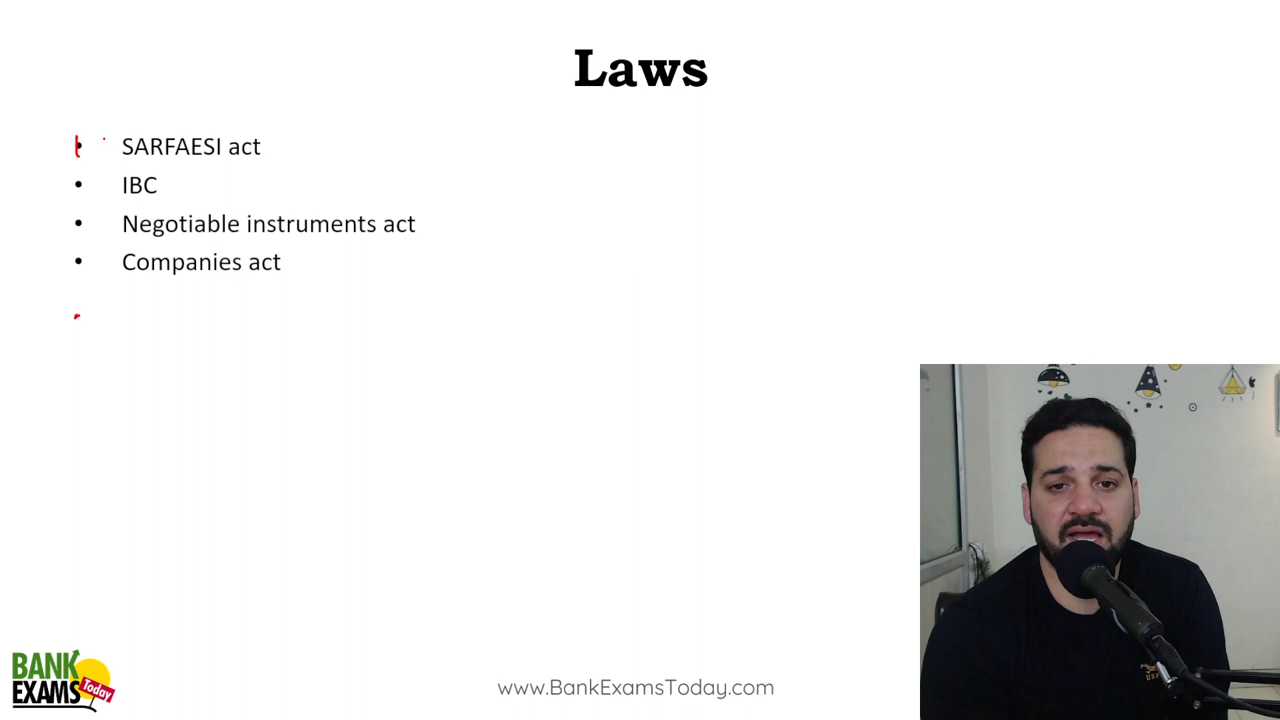 Laws
• SARFAESI act
• IBC
• Negotiable instruments act
• Companies act
BANK
EXAMS
Today
www.BankExamsToday.com